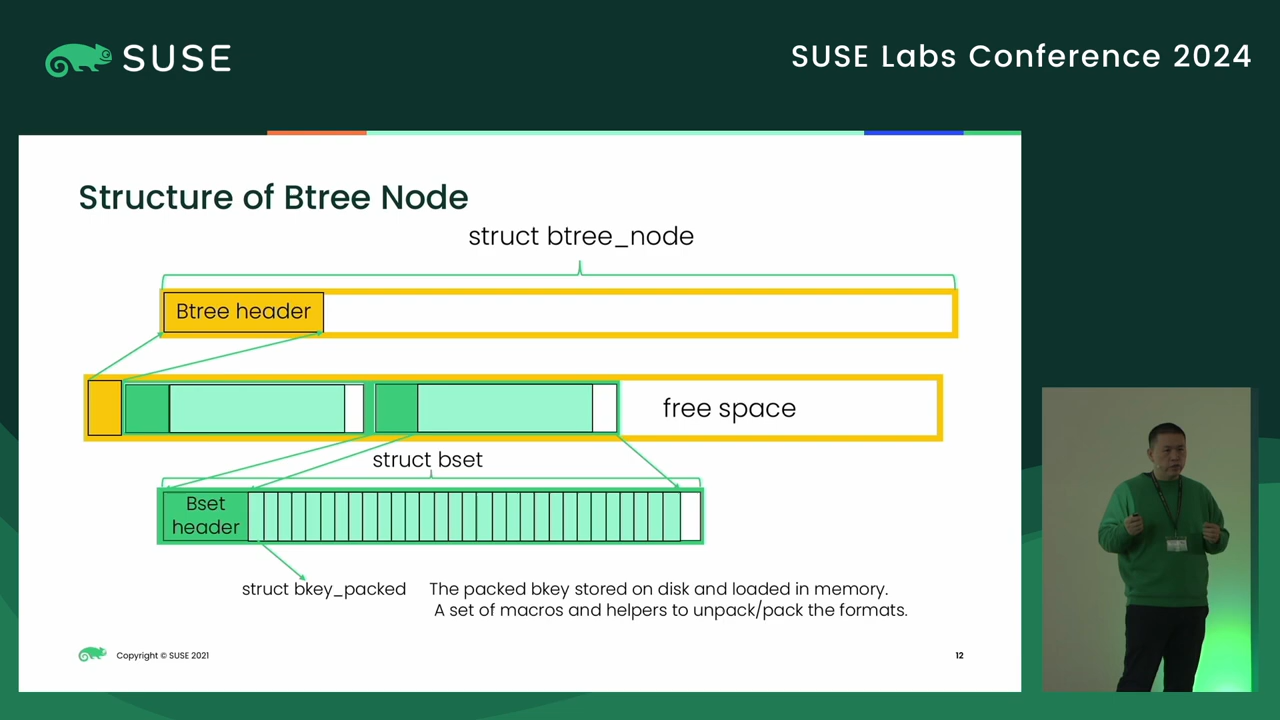 SUSE
SUSE Labs Conference 2024
Structure of Btree Node
struct btree_node
Btree header
free space
struct bset
Bset
header
struct bkey_packed
The packed bkey stored on disk and loaded in memory.
A set of macros and helpers to unpack/pack the formats.
Copyright © SUSE 2021
12